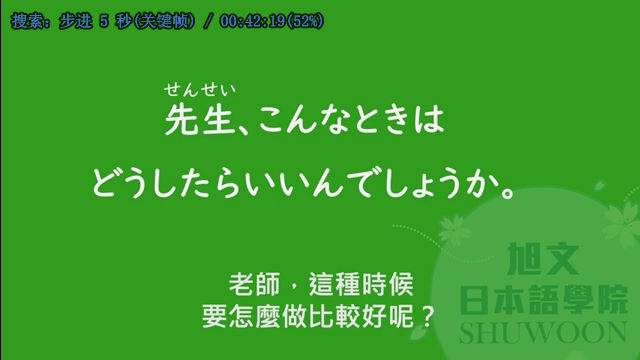 搜索: 步进 5 秒(关键帧) / 00:42:19(52%)
せんせい
先生、こんなときは
どうしたらいいんでしょうか。
老師，這種時候
要怎麼做比較好呢？
旭文
日本語學院
SHUWOON